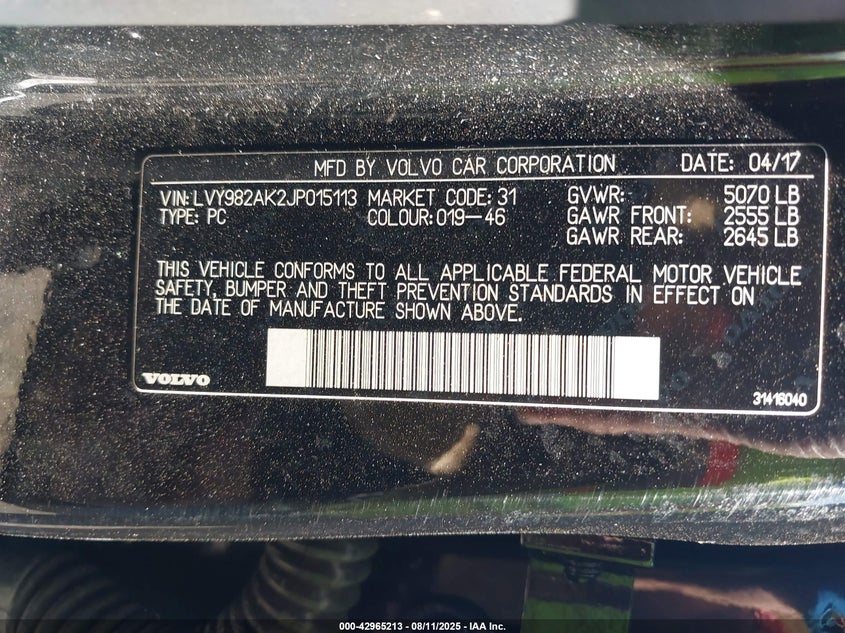 MFD BY VOLVO CAR CORPORATION DATE: 04/17
VIN: LVY982AK2JP015113 MARKET CODE: 31 GVWR: 5070 LB
TYPE: PC COLOUR: 019-46 GAWR FRONT: 2555 LB
GAWR REAR: 2645 LB
THIS VEHICLE CONFORMS TO ALL APPLICABLE FEDERAL MOTOR VEHICLE
SAFETY, BUMPER AND THEFT PREVENTION STANDARDS IN EFFECT ON
THE DATE OF MANUFACTURE SHOWN ABOVE.
VOLVO 31416040
000-42965213 - 08/11/2025 - IAA Inc.